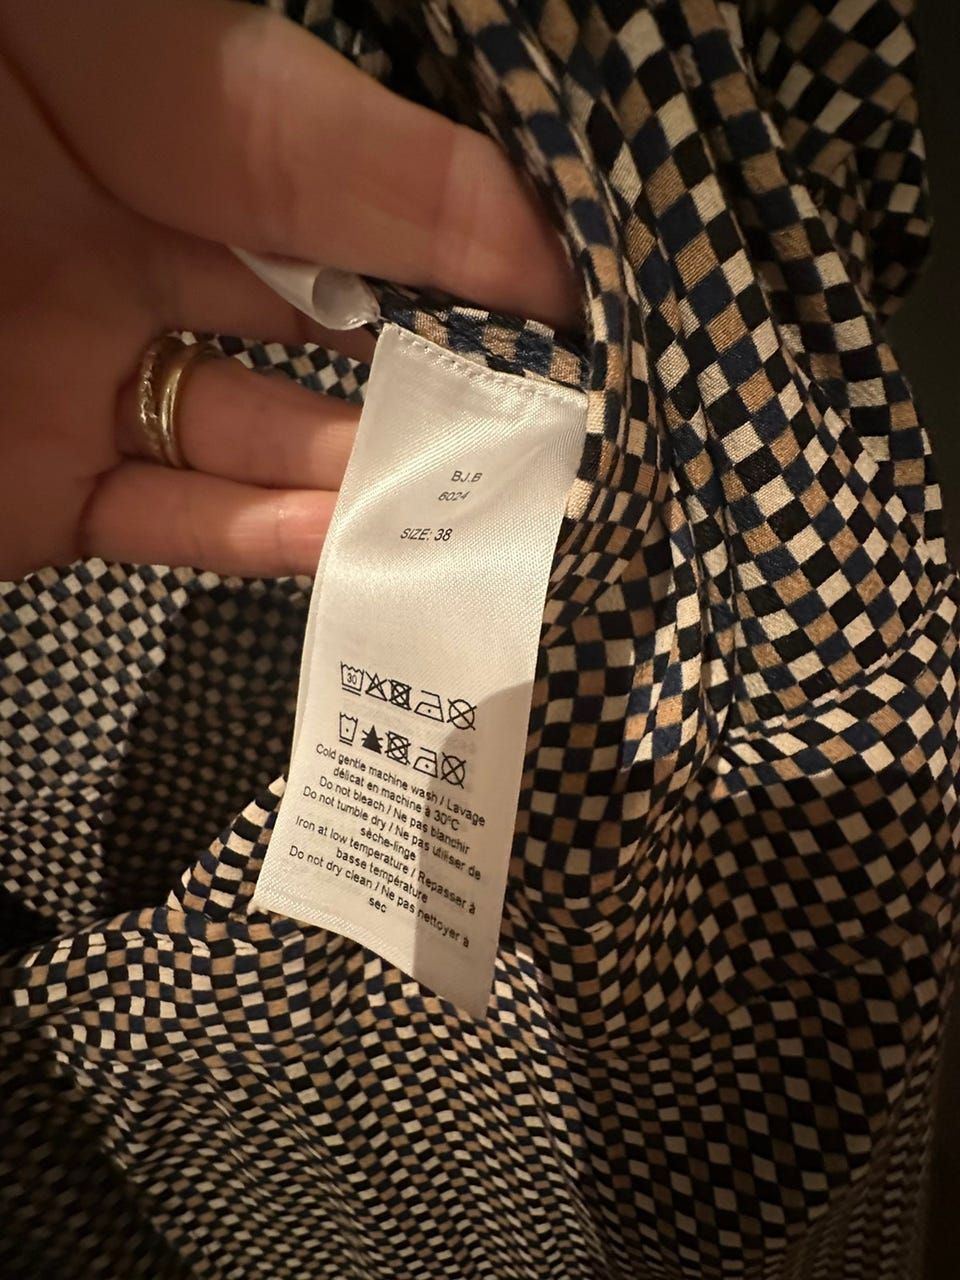 BJ.B
6024
SIZE: 38
30
Cold gentle machine wash / Lavage
délicat en machine à 30°C
Do not bleach / Ne pas blanchir
Do not tumble dry / Ne pas utiliser de
sèche-linge
Iron at low temperature / Repasser à
basse température
Do not dry clean / Ne pas nettoyer à
sec